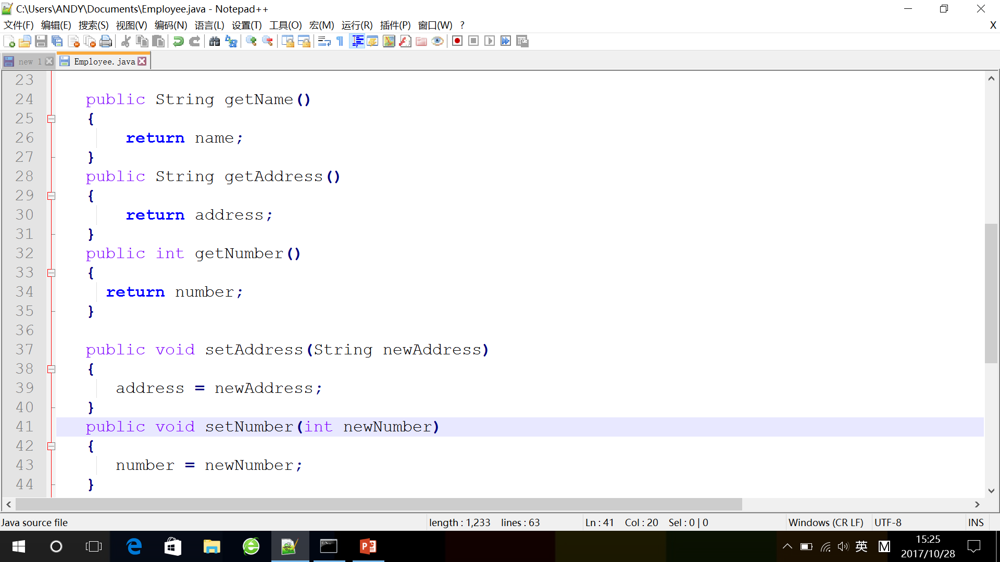 C:\Users\ANDY\Documents\Employee.java - Notepad++
文件(F) 编辑(E) 搜索(S) 视图(V) 编码(N) 语言(L) 设置(T) 工具(O) 宏(M) 运行(R) 插件(P) 窗口(W) ? X
new 1 Employee.java
23
24 public String getName()
25 {
26 return name;
27 }
28 public String getAddress()
29 {
30 return address;
31 }
32 public int getNumber()
33 {
34 return number;
35 }
36
37 public void setAddress(String newAddress)
38 {
39 address = newAddress;
40 }
41 public void setNumber(int newNumber)
42 {
43 number = newNumber;
44 }
Java source file length : 1,233 lines : 63 Ln : 41 Col : 20 Sel : 0 | 0 Windows (CR LF) UTF-8 INS
英 M 15:25
2017/10/28